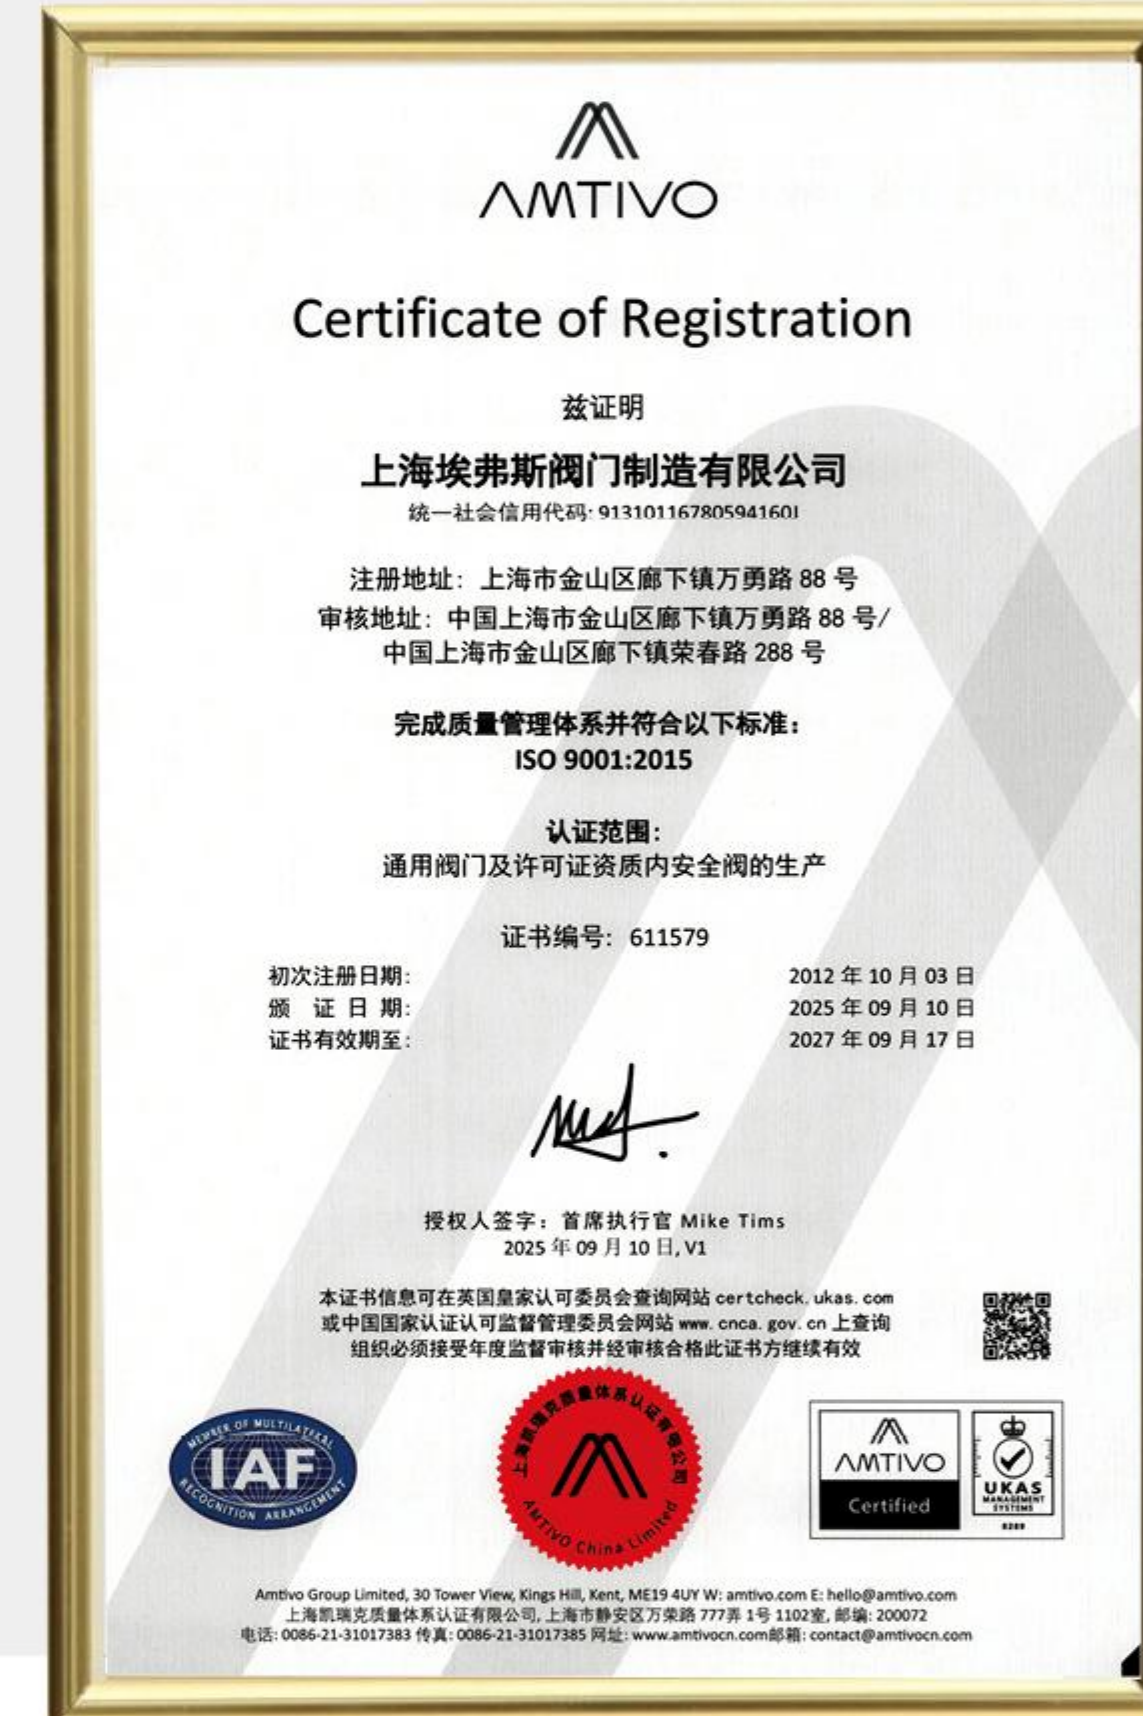 AMTIVO
Certificate of Registration
兹证明
上海埃弗斯阀门制造有限公司
统一社会信用代码: 91310116780594160J
注册地址：上海市金山区廊下镇万勇路 88 号
审核地址：中国上海市金山区廊下镇万勇路 88 号/
中国上海市金山区廊下镇荣春路 288 号
完成质量管理体系并符合以下标准：
ISO 9001:2015
认证范围：
通用阀门及许可证资质内安全阀的生产
证书编号：611579
初次注册日期: 2012 年 10 月 03 日
颁 证 日 期: 2025 年 09 月 10 日
证书有效期至: 2027 年 09 月 17 日
授权人签字：首席执行官 Mike Tims
2025 年 09 月 10 日, V1
本证书信息可在英国皇家认可委员会查询网站 certcheck.ukas.com
或中国国家认证认可监督管理委员会网站 www.cnca.gov.cn 上查询
组织必须接受年度监督审核并经审核合格此证书方继续有效
MEMBER OF MULTILATERAL
IAF
RECOGNITION ARRANGEMENT
上海凯瑞克质量体系认证有限公司
AMTIVO China Limited
AMTIVO
Certified
UKAS
MANAGEMENT
SYSTEMS
Amtivo Group Limited, 30 Tower View, Kings Hill, Kent, ME19 4UY W: amtivo.com E: hello@amtivo.com
上海凯瑞克质量体系认证有限公司, 上海市静安区万荣路 777弄 1号 1102室, 邮编: 200072
电话: 0086-21-31017383 传真: 0086-21-31017385 网址: www.amtivocn.com邮箱: contact@amtivocn.com